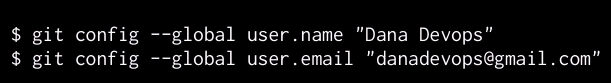 $ git config --global user.name "Dana Devops"
$ git config --global user.email "danadevops@gmail.com"